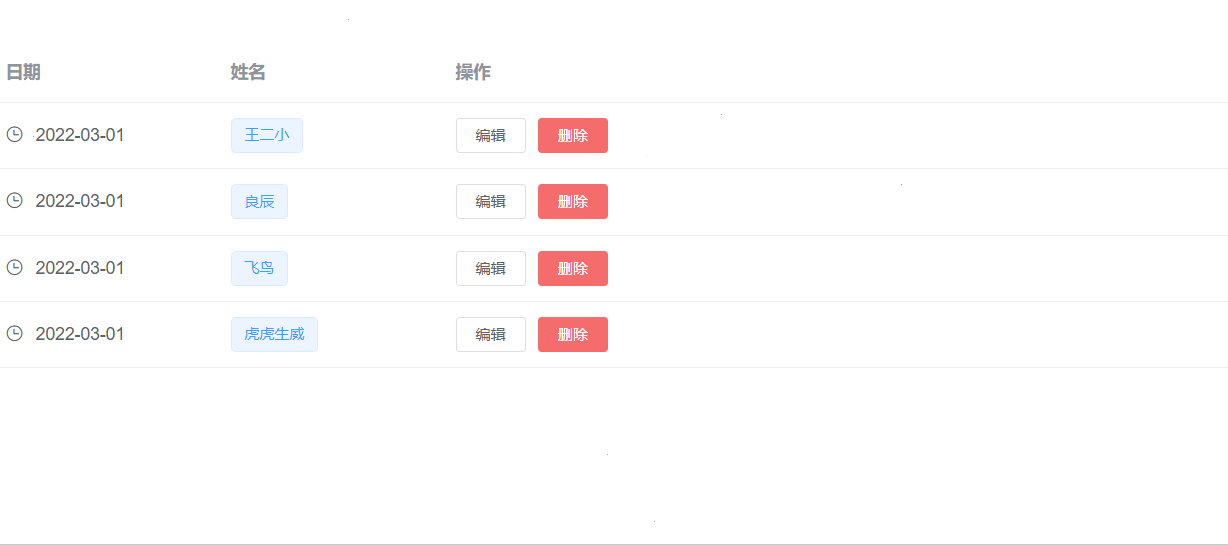 日期 姓名 操作
2022-03-01 王二小 编辑 删除
2022-03-01 良辰 编辑 删除
2022-03-01 飞鸟 编辑 删除
2022-03-01 虎虎生威 编辑 删除